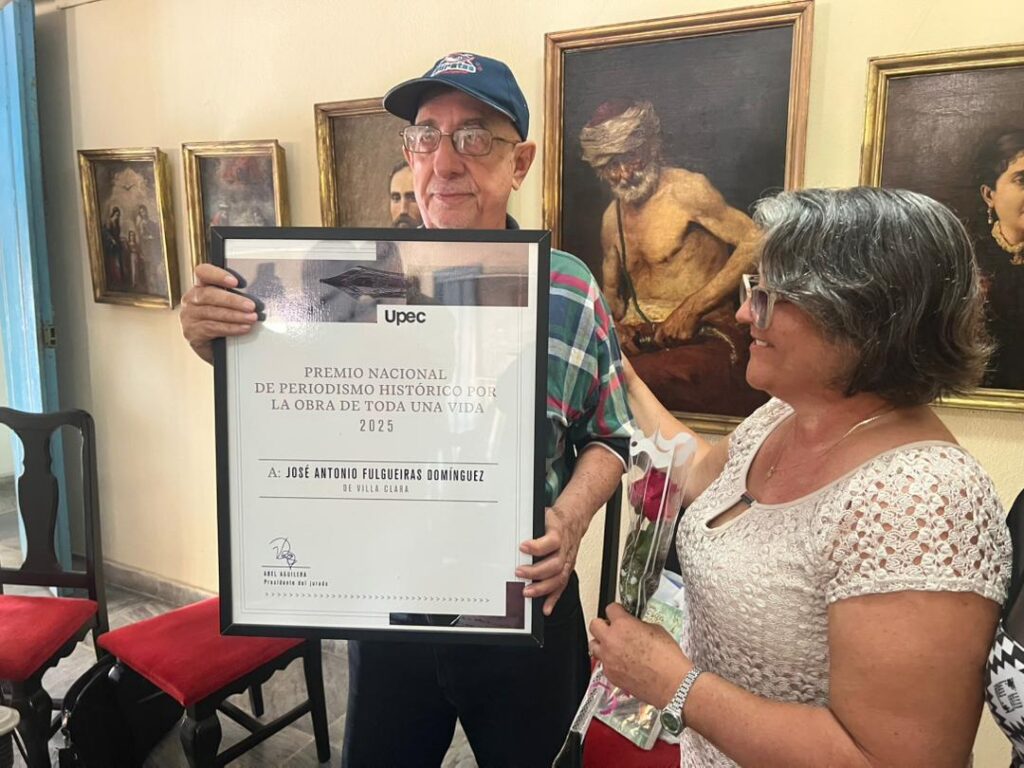 Piratas
Upec
PREMIO NACIONAL
DE PERIODISMO HISTÓRICO POR
LA OBRA DE TODA UNA VIDA
2025
A: JOSÉ ANTONIO FULGUEIRAS DOMÍNGUEZ
DE VILLA CLARA
ABEL AGUILERA
Presidente del jurado